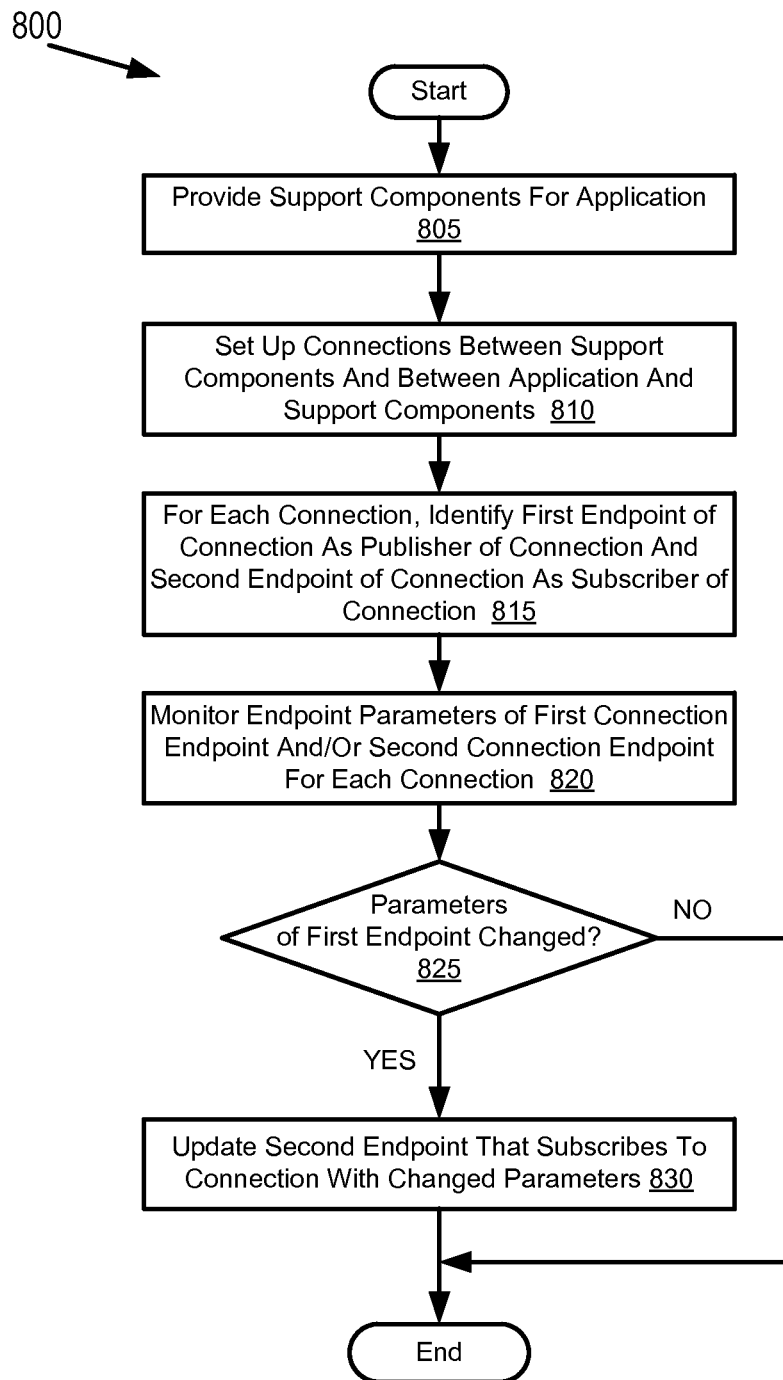 800
Start
Provide Support Components For Application
805
Set Up Connections Between Support
Components And Between Application And
Support Components 810
For Each Connection, Identify First Endpoint of
Connection As Publisher of Connection And
Second Endpoint of Connection As Subscriber of
Connection 815
Monitor Endpoint Parameters of First Connection
Endpoint And/Or Second Connection Endpoint
For Each Connection 820
Parameters
of First Endpoint Changed?
825
NO
YES
Update Second Endpoint That Subscribes To
Connection With Changed Parameters 830
End